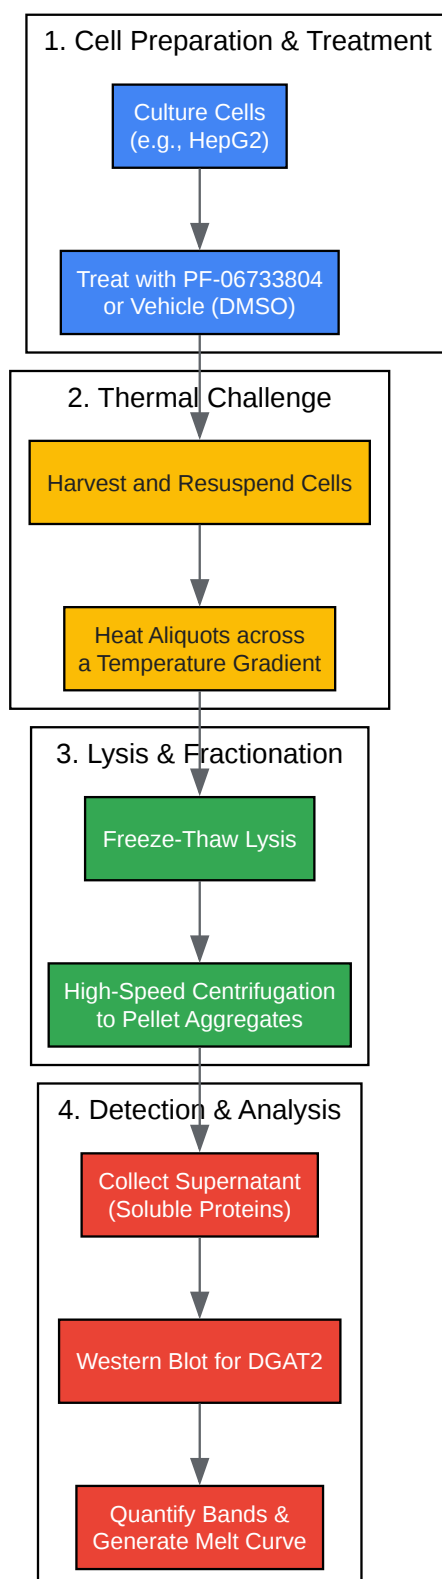 1. Cell Preparation & Treatment
Culture Cells
(e.g., HepG2)
Treat with PF-06733804
or Vehicle (DMSO)
2. Thermal Challenge
Harvest and Resuspend Cells
Heat Aliquots across
a Temperature Gradient
3. Lysis & Fractionation
Freeze-Thaw Lysis
High-Speed Centrifugation
to Pellet Aggregates
4. Detection & Analysis
Collect Supernatant
(Soluble Proteins)
Western Blot for DGAT2
Quantify Bands &
Generate Melt Curve